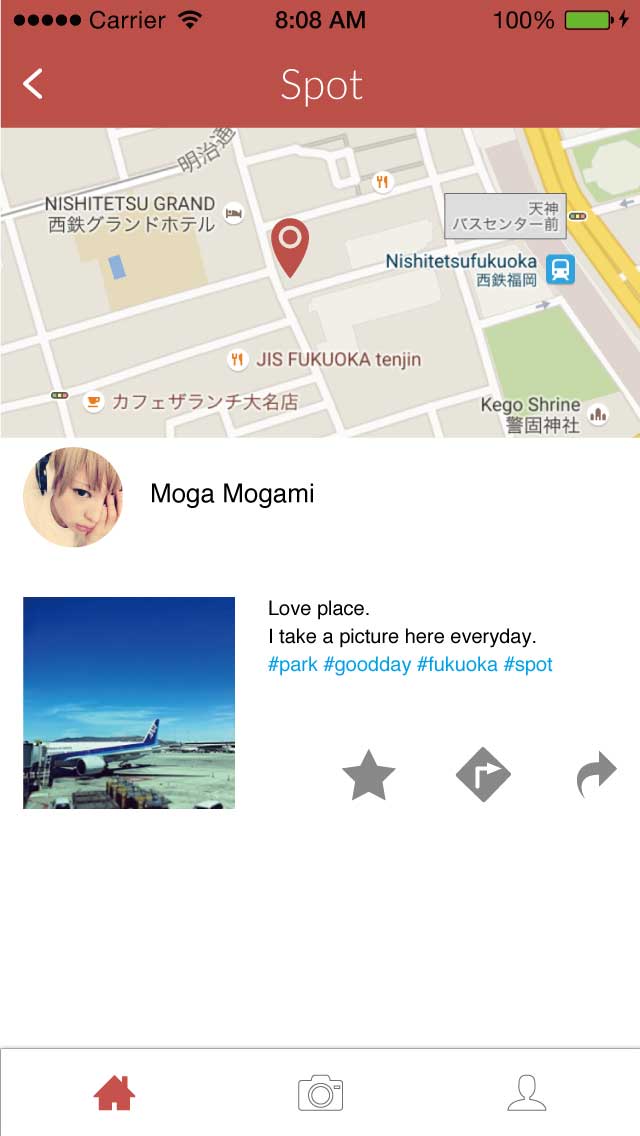 Carrier 8:08 AM 100%
Spot
明治通
NISHITETSU GRAND
西鉄グランドホテル
天神
バスセンター前
Nishitetsufukuoka
西鉄福岡
JIS FUKUOKA tenjin
カフェザランチ大名店
Kego Shrine
警固神社
Moga Mogami
Love place.
I take a picture here everyday.
#park #goodday #fukuoka #spot